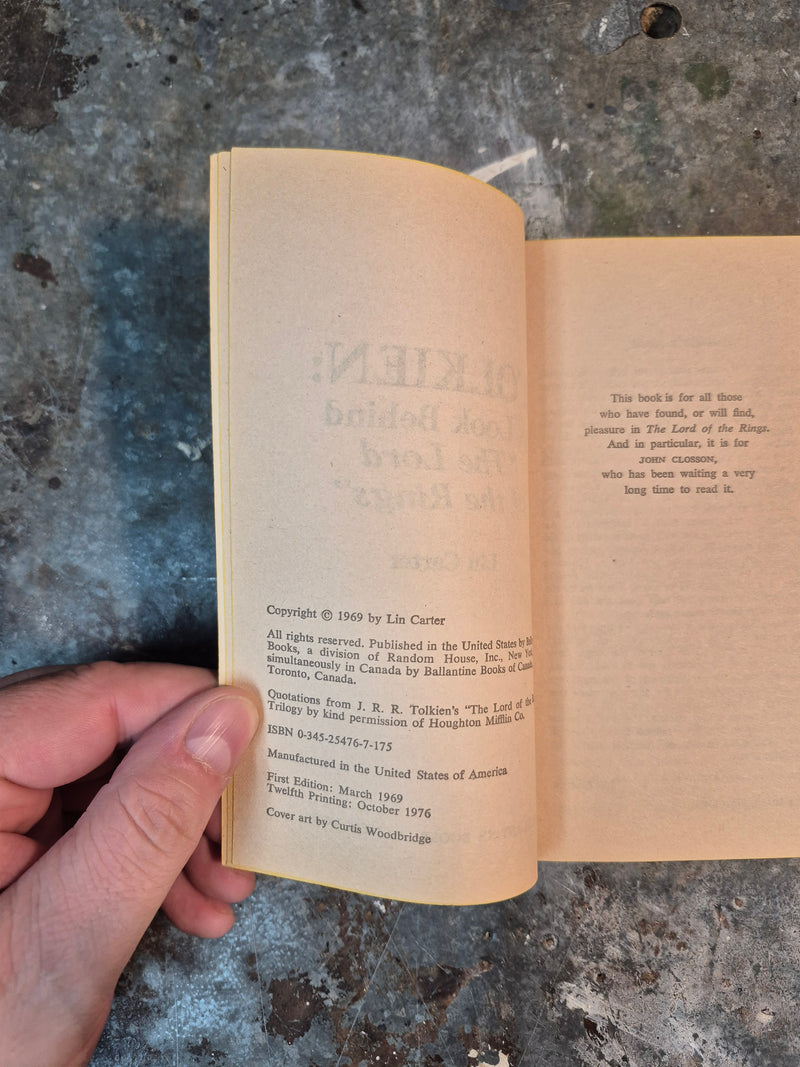 Copyright © 1969 by Lin Carter
All rights reserved. Published in the United States by
Books, a division of Random House, Inc., New York
simultaneously in Canada by Ballantine Books of
Toronto, Canada.
Quotations from J. R. R. Tolkien's "The Lord of the
Trilogy by kind permission of Houghton Mifflin Co.
ISBN 0-345-25476-7-175
Manufactured in the United States of America
First Edition: March 1969
Twelfth Printing: October 1976
Cover art by Curtis Woodbridge
This book is for all those
who have found, or will find,
pleasure in The Lord of the Rings.
And in particular, it is for
JOHN CLOSSON,
who has been waiting a very
long time to read it.